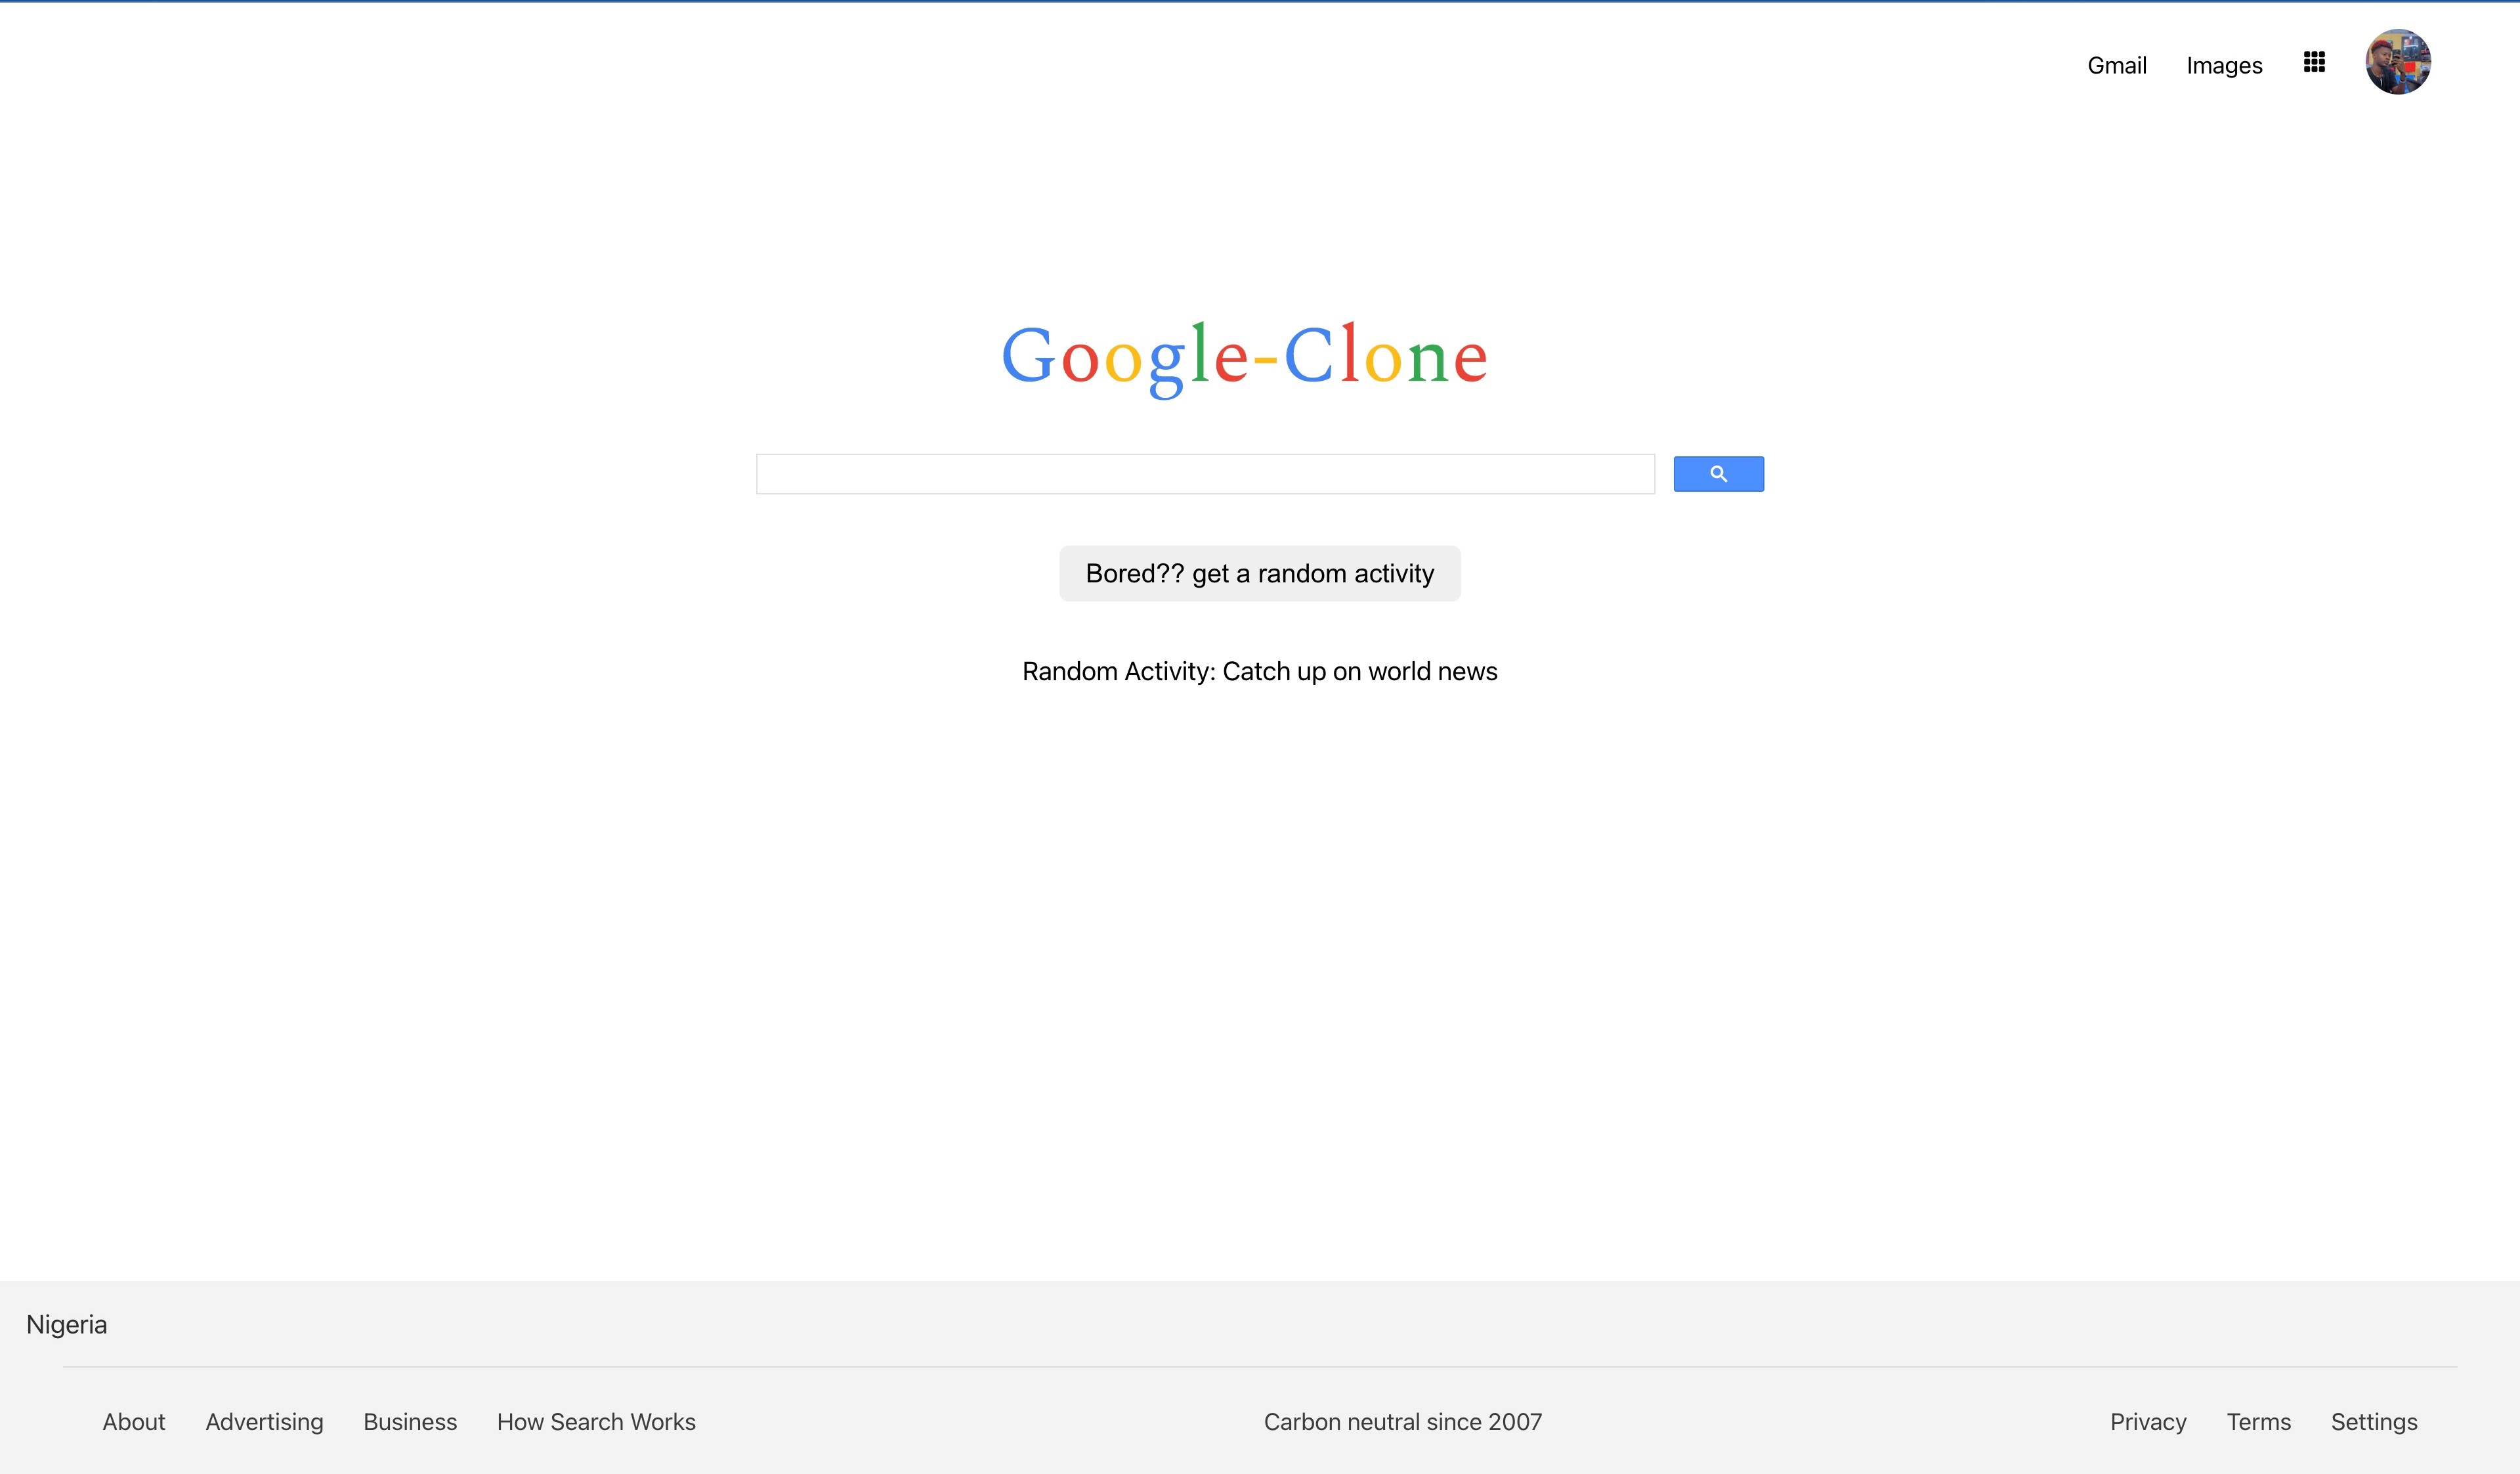 Gmail Images
Google-Clone
Bored?? get a random activity
Random Activity: Catch up on world news
Nigeria
About Advertising Business How Search Works Carbon neutral since 2007 Privacy Terms Settings